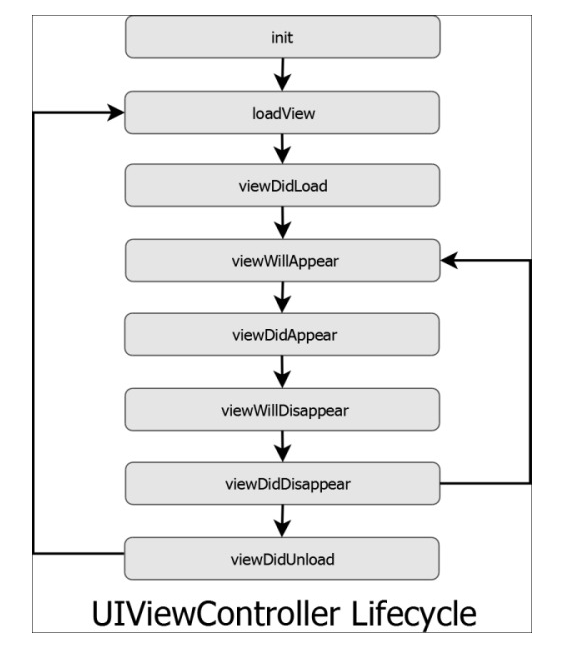 init
loadView
viewDidLoad
viewWillAppear
viewDidAppear
viewWillDisappear
viewDidDisappear
viewDidUnload
UIViewController Lifecycle